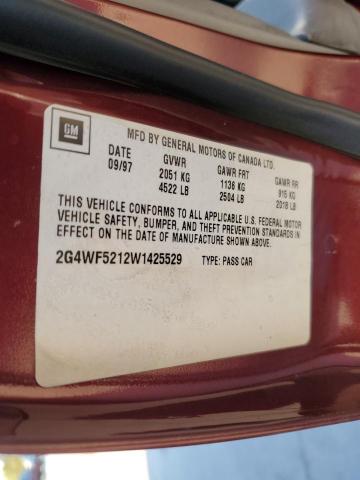 GM
MFD BY GENERAL MOTORS OF CANADA LTD.
DATE GVWR GAWR FRT GAWR RR
09/97 2051 KG 1136 KG 915 KG
4522 LB 2504 LB 2018 LB
THIS VEHICLE CONFORMS TO ALL APPLICABLE U.S. FEDERAL MOTOR
VEHICLE SAFETY, BUMPER, AND THEFT PREVENTION STANDARDS
IN EFFECT ON THE DATE OF MANUFACTURE SHOWN ABOVE.
2G4WF5212W1425529 TYPE: PASS CAR